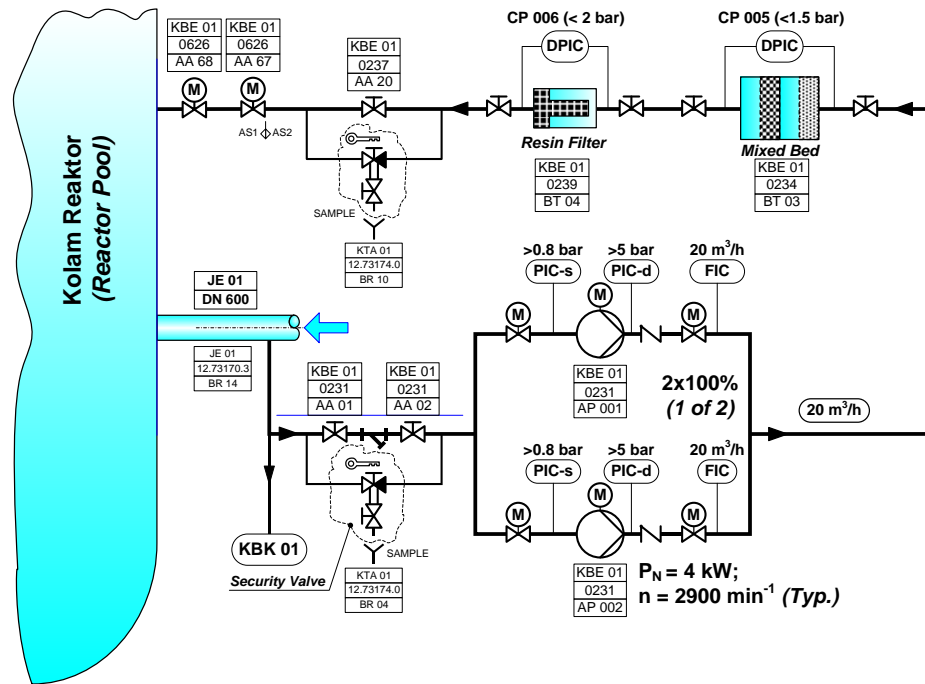 CP 006 (< 2 bar)
CP 005 (<1.5 bar)
KBE 01
0626
AA 68
KBE 01
0626
AA 67
KBE 01
0237
AA 20
DPIC
DPIC
M
M
AS1
AS2
Resin Filter
Mixed Bed
KBE 01
0239
BT 04
KBE 01
0234
BT 03
SAMPLE
KTA 01
12.73174.0
BR 10
Kolam Reaktor
(Reactor Pool)
JE 01
DN 600
JE 01
12.73170.3
BR 14
>0.8 bar
PIC-s
>5 bar
PIC-d
20 m³/h
FIC
M
M
M
KBE 01
0231
AP 001
2x100%
(1 of 2)
20 m³/h
KBE 01
0231
AA 01
KBE 01
0231
AA 02
>0.8 bar
PIC-s
>5 bar
PIC-d
20 m³/h
FIC
M
M
M
KBK 01
SAMPLE
Security Valve
KTA 01
12.73174.0
BR 04
KBE 01
0231
AP 002
P_N = 4 kW;
n = 2900 min⁻¹ (Typ.)